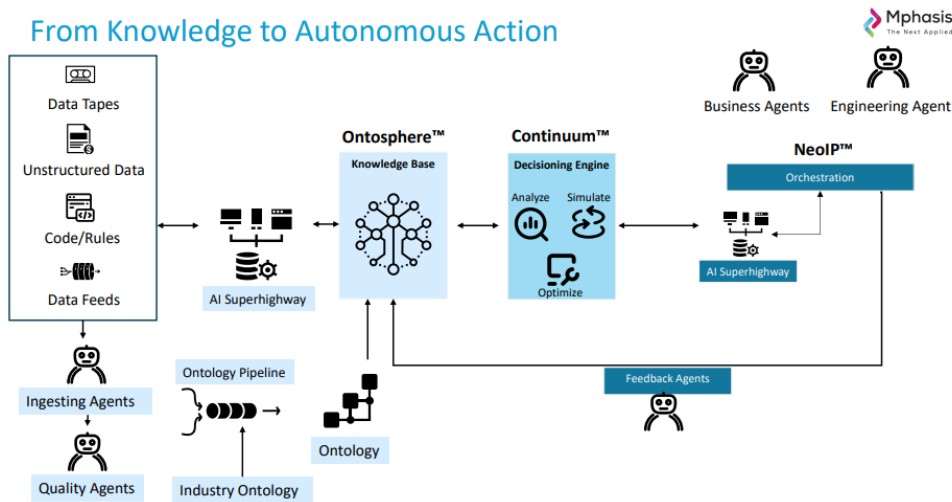 From Knowledge to Autonomous Action
Mphasis
The Next Applied
Data Tapes
Unstructured Data
Code/Rules
Data Feeds
Ingesting Agents
Quality Agents
AI Superhighway
Ontology Pipeline
Industry Ontology
Ontology
Ontosphere™
Knowledge Base
Continuum™
Decisioning Engine
Analyze
Simulate
Optimize
Business Agents
Engineering Agent
NeoIP™
Orchestration
AI Superhighway
Feedback Agents